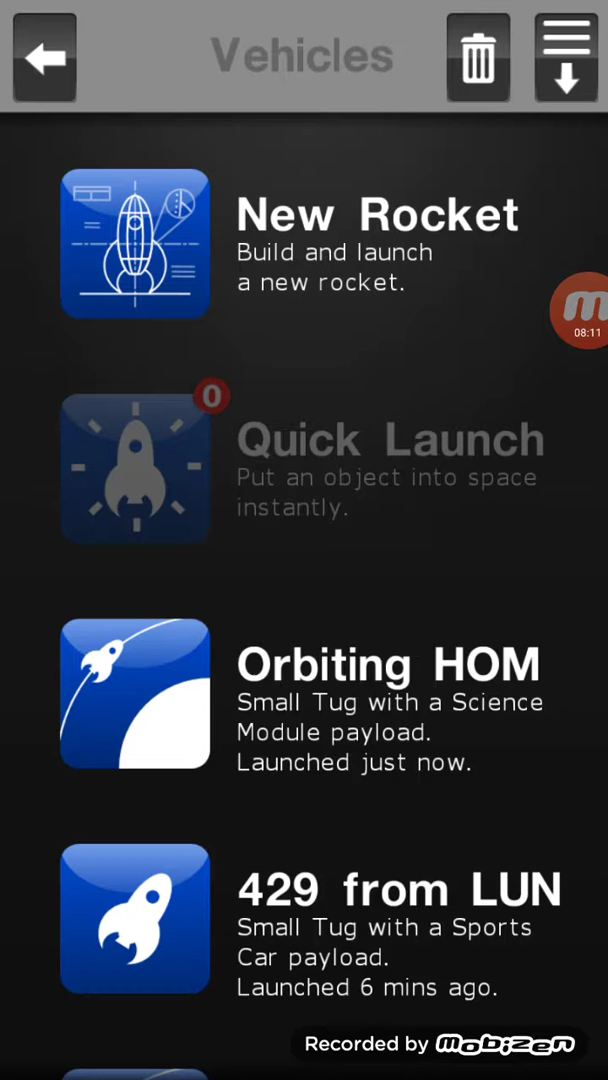 Vehicles
New Rocket
Build and launch
a new rocket.
08:11
0
Quick Launch
Put an object into space
instantly.
Orbiting HOM
Small Tug with a Science
Module payload.
Launched just now.
429 from LUN
Small Tug with a Sports
Car payload.
Launched 6 mins ago.
Recorded by mobizen